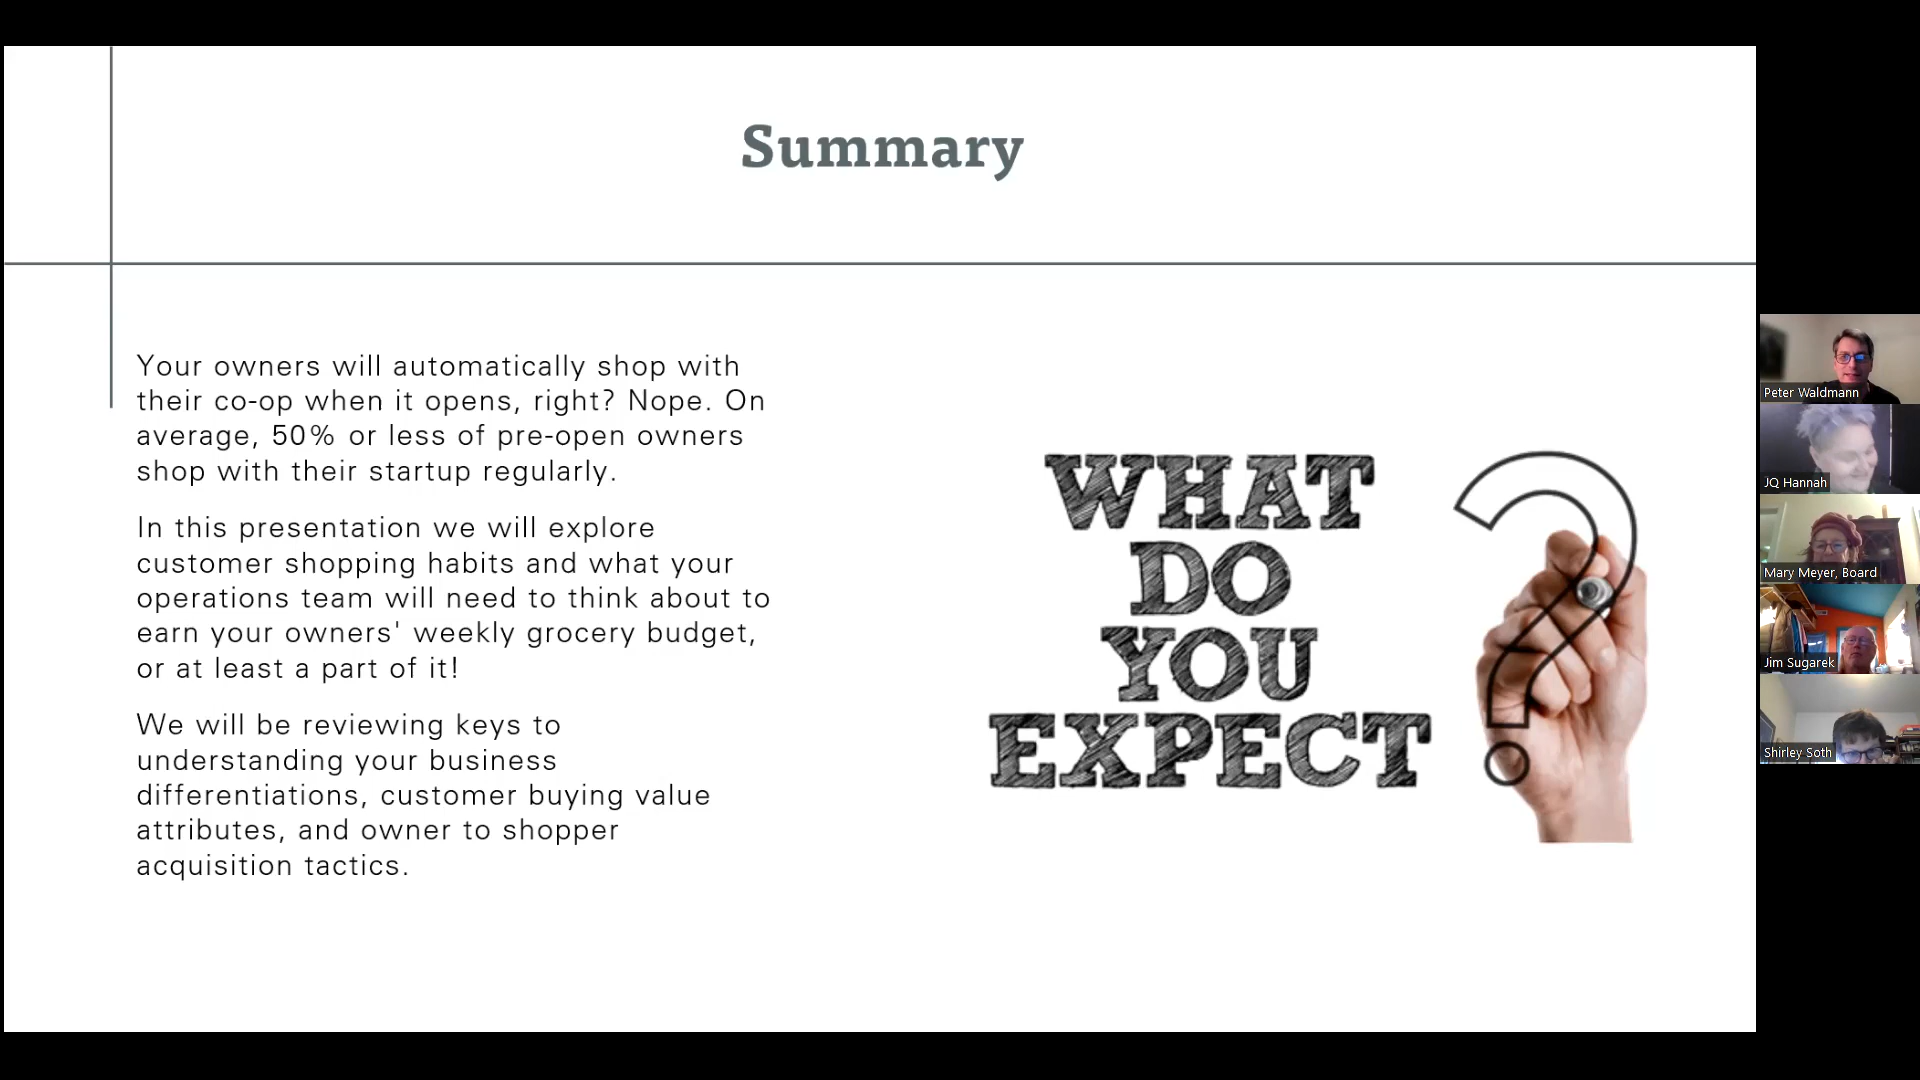 Summary
Your owners will automatically shop with
their co-op when it opens, right? Nope. On
average, 50% or less of pre-open owners
shop with their startup regularly.
In this presentation we will explore
customer shopping habits and what your
operations team will need to think about to
earn your owners' weekly grocery budget,
or at least a part of it!
We will be reviewing keys to
understanding your business
differentiations, customer buying value
attributes, and owner to shopper
acquisition tactics.
WHAT
DO
YOU
EXPECT
?
Peter Waldmann
JQ Hannah
Mary Meyer, Board
Jim Sugarek
Shirley Soth